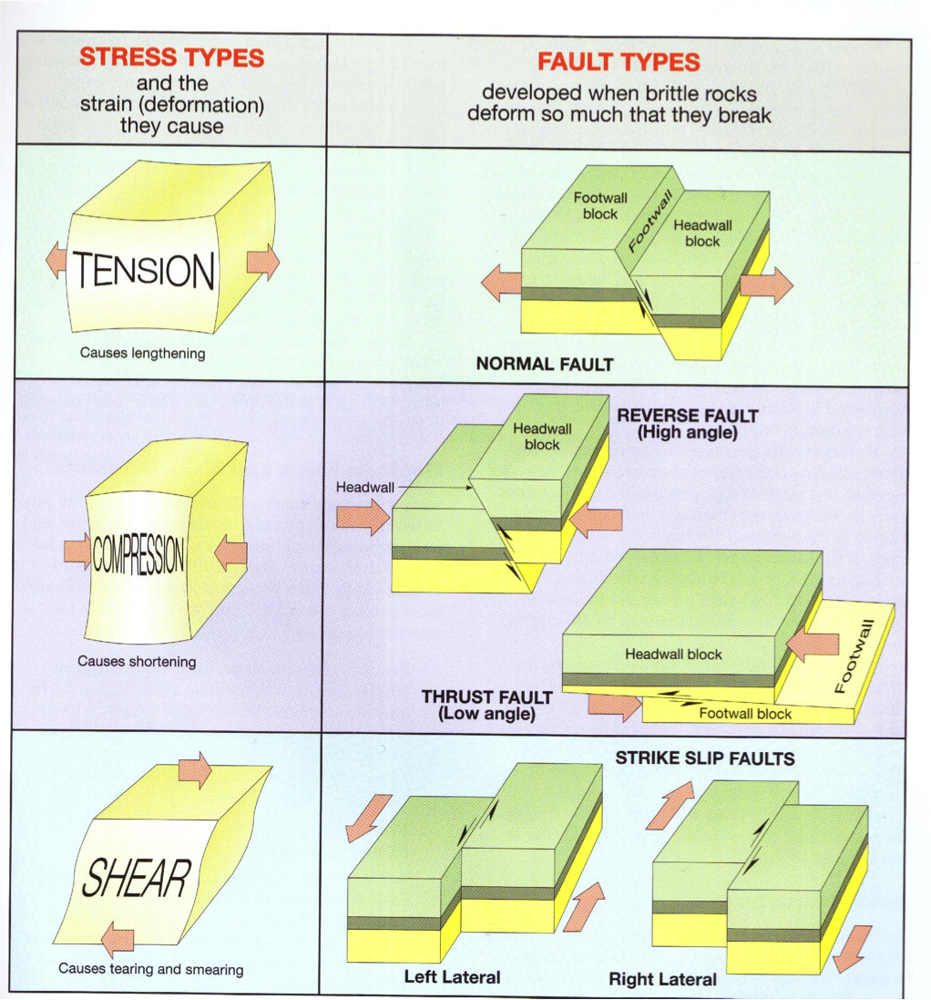 STRESS TYPES
and the
strain (deformation)
they cause
FAULT TYPES
developed when brittle rocks
deform so much that they break
TENSION
Causes lengthening
Footwall
block
Footwall
Headwall
block
NORMAL FAULT
COMPRESSION
Causes shortening
REVERSE FAULT
(High angle)
Headwall
block
Headwall
Headwall block
Footwall
THRUST FAULT
(Low angle)
Footwall block
SHEAR
Causes tearing and smearing
STRIKE SLIP FAULTS
Left Lateral
Right Lateral